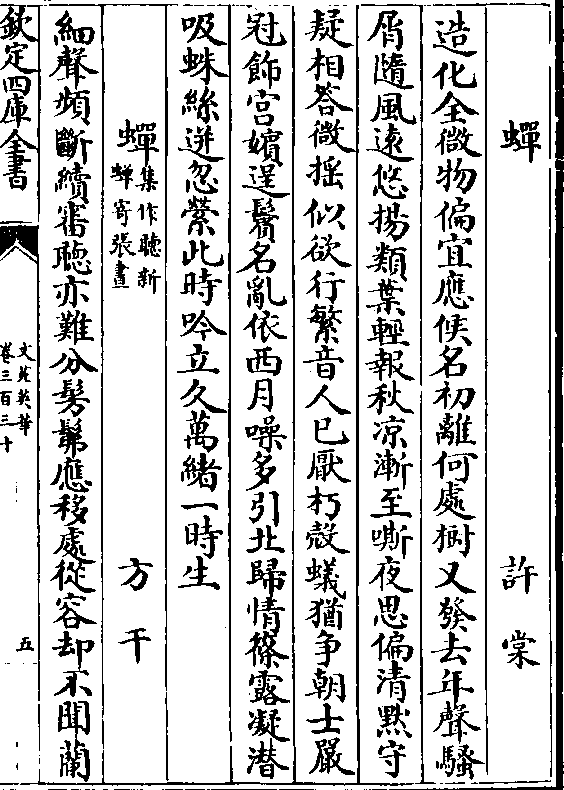 蟬　許棠
造化全微物偏宜應候名初離何處樹又發去年聲騷
屑隨風遠悠揚類葉輕報秋凉漸至嘶夜思偏清黙守
疑相答微揺似欲行繁音人已厭朽殻蟻猶争朝士嚴
冠飾宫嬪逞鬢名亂依西月噪多引北歸情篠露凝潜
吸蛛絲迸忽縈此時吟立久萬緒一時生
蟬集作聽新蟬寄張晝　方干
細聲頻斷續審聴亦難分髣髴應移處從容却不聞蘭
欽定四庫全書
文苑英華
卷三百三十
五